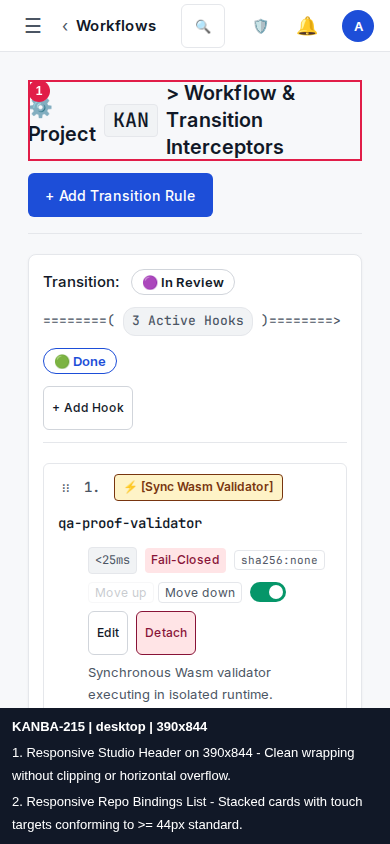 ☰ ‹ Workflows 🔍 🛡️ 🔔 A
1
⚙️ Project KAN > Workflow & Transition Interceptors
+ Add Transition Rule
Transition: 🟣 In Review
========( 3 Active Hooks )========>
🟢 Done
+ Add Hook
⠿ 1. ⚡ [Sync Wasm Validator]
qa-proof-validator
<25ms Fail-Closed sha256:none
Move up Move down
Edit Detach
Synchronous Wasm validator
executing in isolated runtime.
KANBA-215 | desktop | 390x844
1. Responsive Studio Header on 390x844 - Clean wrapping
without clipping or horizontal overflow.
2. Responsive Repo Bindings List - Stacked cards with touch
targets conforming to >= 44px standard.